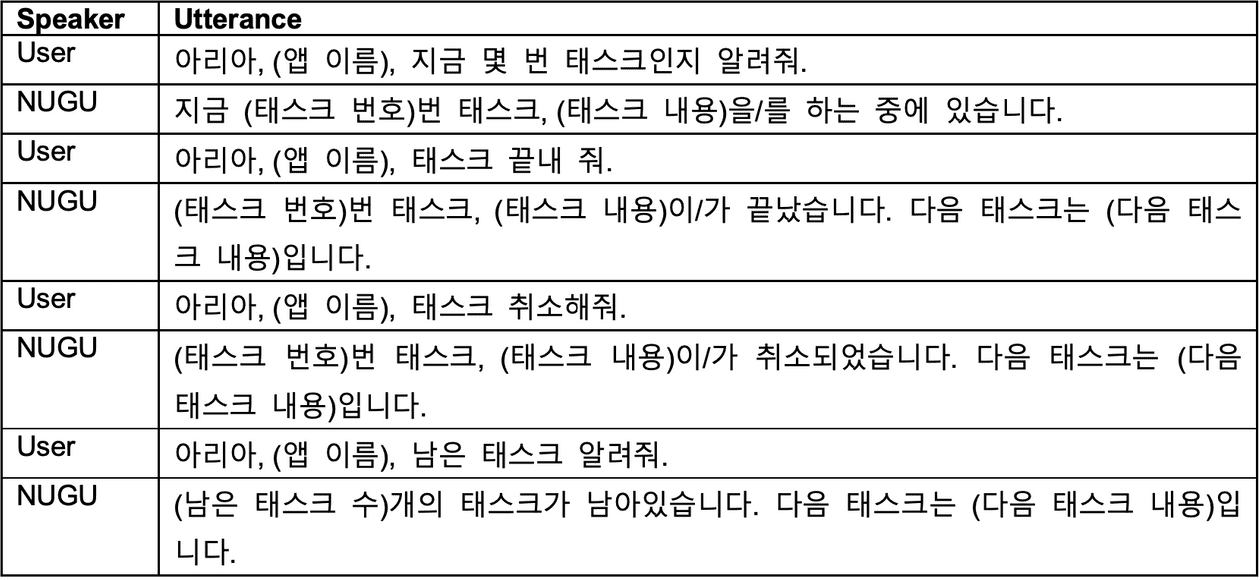 Speaker Utterance
User 아리아, (앱 이름), 지금 몇 번 태스크인지 알려줘.
NUGU 지금 (태스크 번호)번 태스크, (태스크 내용)을/를 하는 중에 있습니다.
User 아리아, (앱 이름), 태스크 끝내 줘.
NUGU (태스크 번호)번 태스크, (태스크 내용)이/가 끝났습니다. 다음 태스크는 (다음 태스
크 내용)입니다.
User 아리아, (앱 이름), 태스크 취소해줘.
NUGU (태스크 번호)번 태스크, (태스크 내용)이/가 취소되었습니다. 다음 태스크는 (다음
태스크 내용)입니다.
User 아리아, (앱 이름), 남은 태스크 알려줘.
NUGU (남은 태스크 수)개의 태스크가 남아있습니다. 다음 태스크는 (다음 태스크 내용)입
니다.